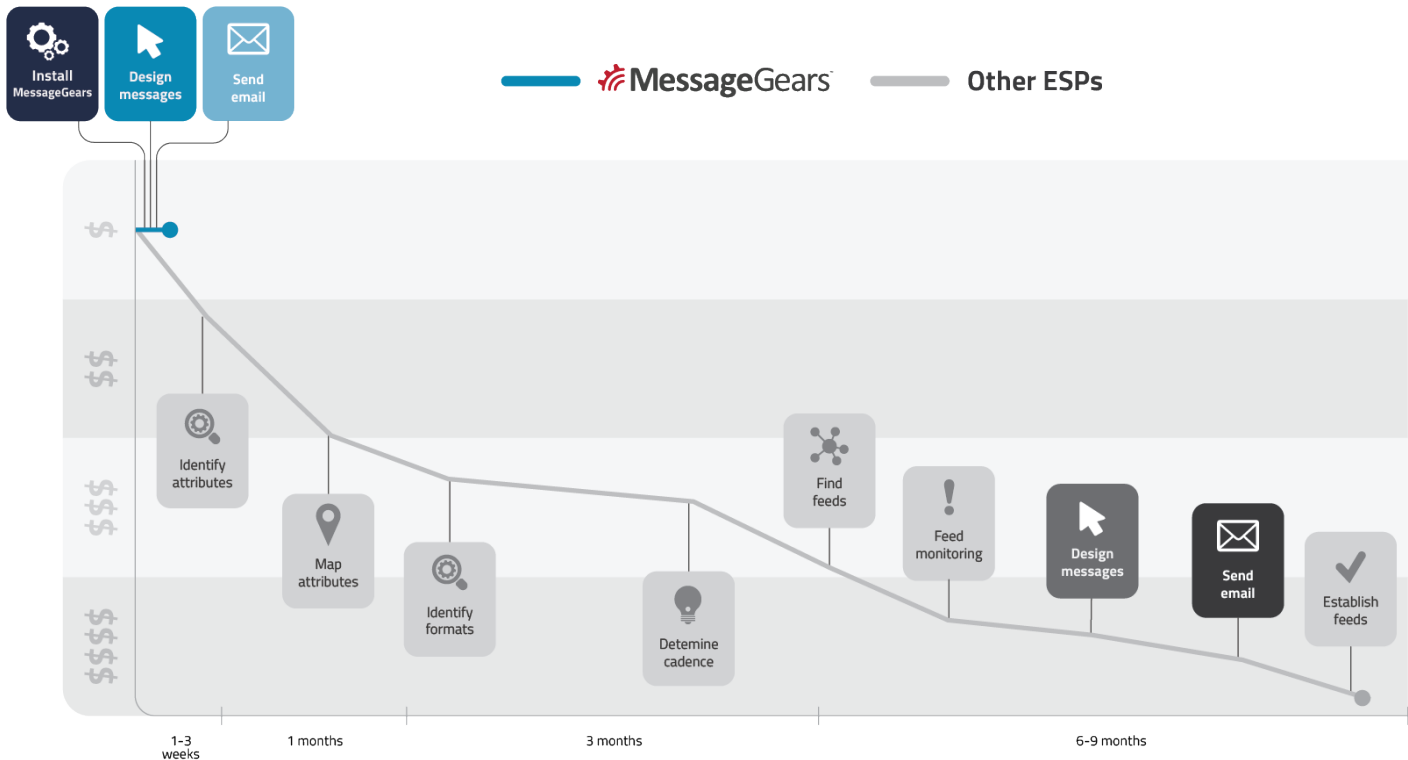 Install
MessageGears
Design
messages
Send
email
MessageGears
Other ESPs
$
$$
$$$
$$$$
Identify
attributes
Map
attributes
Identify
formats
Detemine
cadence
Find
feeds
Feed
monitoring
Design
messages
Send
email
Establish
feeds
1-3
weeks
1 months
3 months
6-9 months